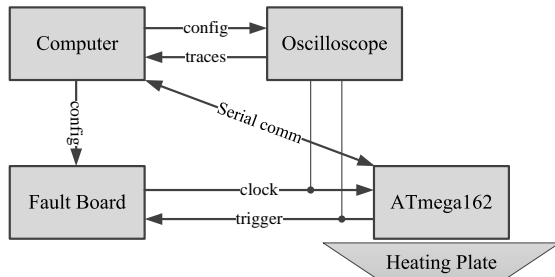 Computer
config
Oscilloscope
traces
config
Serial comm
Fault Board
clock
ATmega162
trigger
Heating Plate